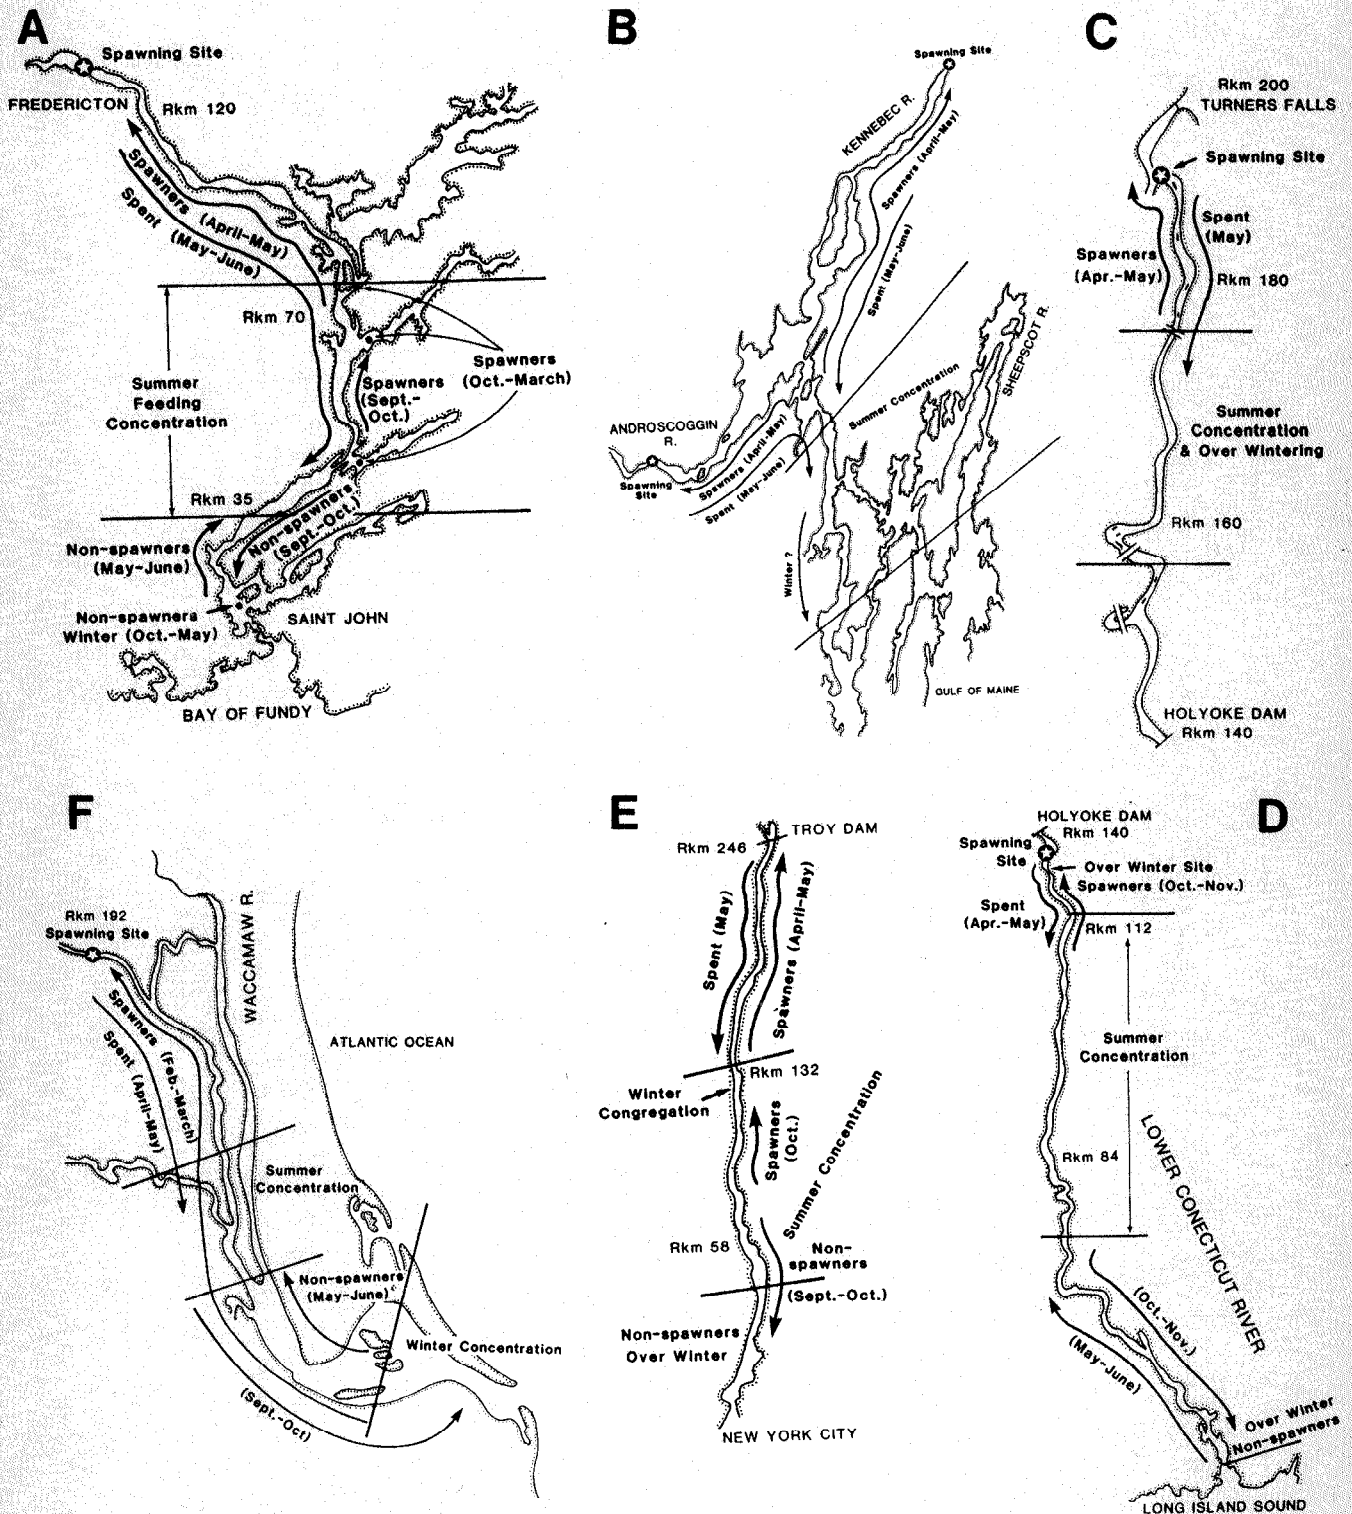 A
Spawning Site
FREDERICTON
Rkm 120
Spawners (April-May)
Spent (May-June)
Rkm 70
Summer
Feeding
Concentration
Spawners
(Sept.-
Oct.)
Spawners
(Oct.-March)
Rkm 35
Non-spawners
(Sept.-Oct.)
Non-spawners
(May-June)
Non-spawners
Winter (Oct.-May)
SAINT JOHN
BAY OF FUNDY
B
Spawning Site
KENNEBEC R.
Spawners (April-May)
Spent (May-June)
SHEEPSCOT R.
Summer Concentration
ANDROSCOGGIN
R.
Spawning
Site
Spawners (April-May)
Spent (May-June)
Winter ?
GULF OF MAINE
C
Rkm 200
TURNERS FALLS
Spawning Site
Spent
(May)
Spawners
(Apr.-May)
Rkm 180
Summer
Concentration
& Over Wintering
Rkm 160
HOLYOKE DAM
Rkm 140
F
WACCAMAW R.
Rkm 192
Spawning Site
Spawners (Feb.-March)
Spent (April-May)
ATLANTIC OCEAN
Summer
Concentration
Non-spawners
(May-June)
Winter Concentration
(Sept.-Oct)
E
TROY DAM
Rkm 246
Spent (May)
Spawners (April-May)
Rkm 132
Winter
Congregation
Spawners
(Oct.)
Summer Concentration
Rkm 58
Non-
spawners
(Sept.-Oct.)
Non-spawners
Over Winter
NEW YORK CITY
D
HOLYOKE DAM
Rkm 140
Spawning
Site
Over Winter Site
Spawners (Oct.-Nov.)
Spent
(Apr.-May)
Rkm 112
Summer
Concentration
Rkm 84
LOWER CONECTICUT RIVER
(Oct.-Nov.)
(May-June)
Over Winter
Non-spawners
LONG ISLAND SOUND